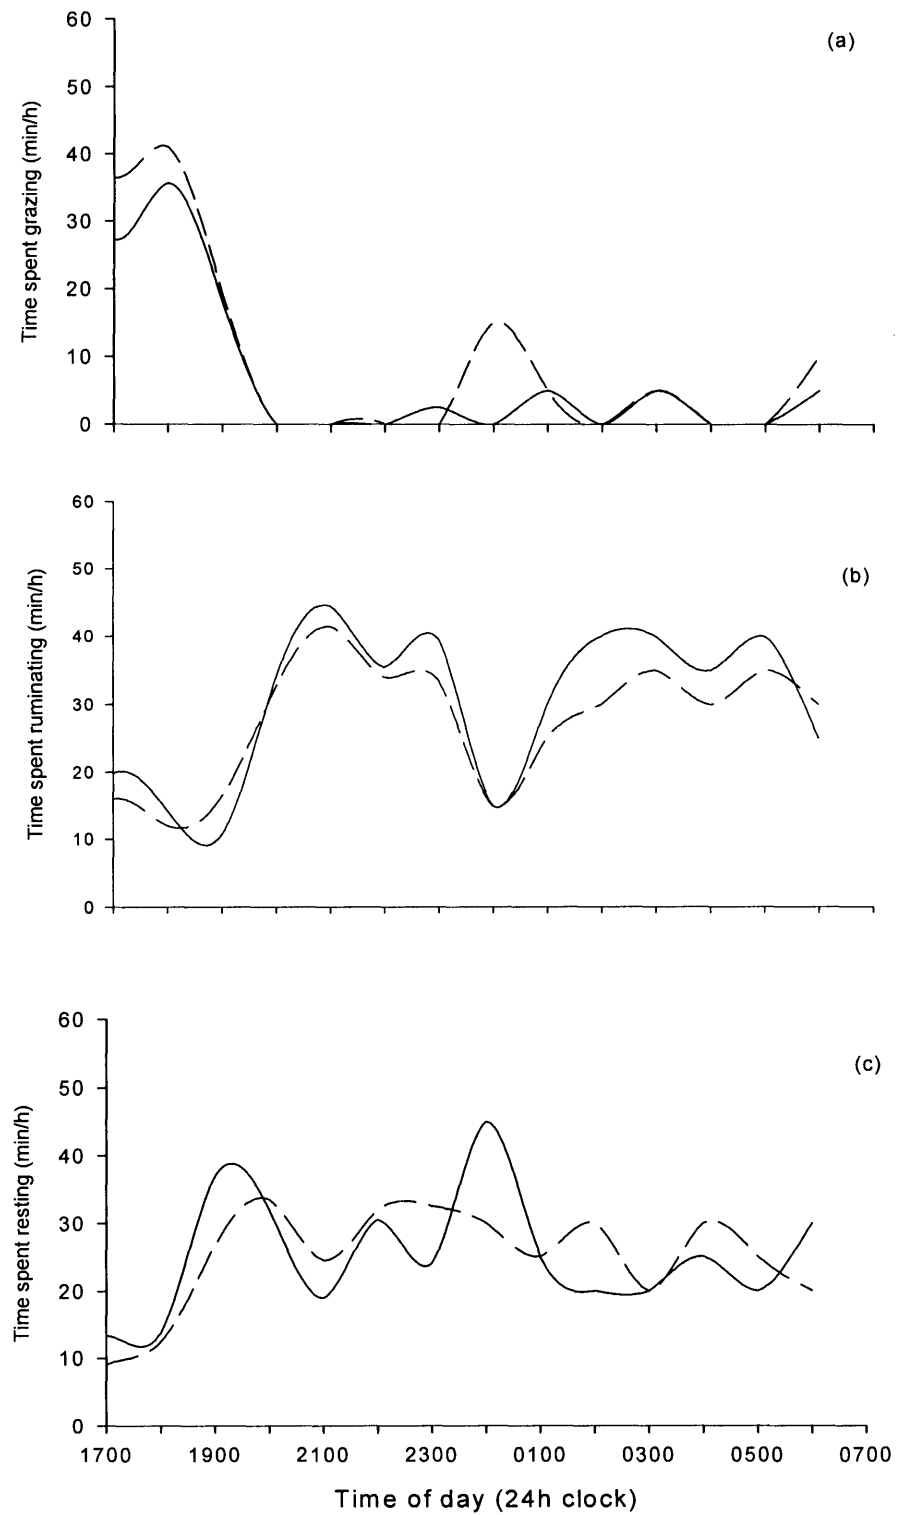 (a)
Time spent grazing (min/h)
60
50
40
30
20
10
0
(b)
Time spent ruminating (min/h)
60
50
40
30
20
10
0
(c)
Time spent resting (min/h)
60
50
40
30
20
10
0
1700 1900 2100 2300 0100 0300 0500 0700
Time of day (24h clock)